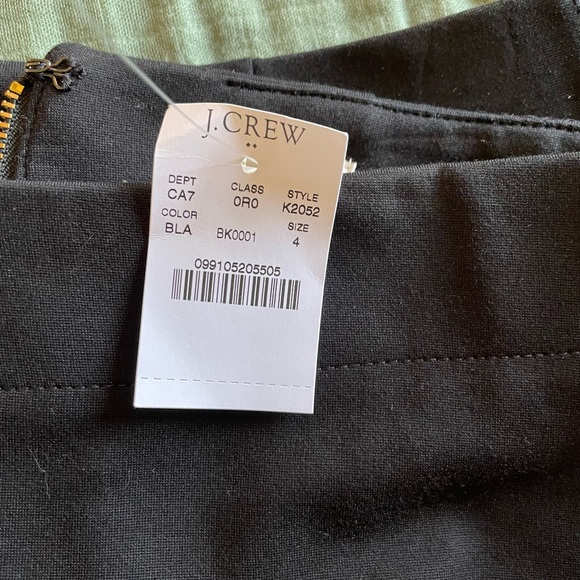 J.CREW
DEPT CLASS STYLE
CA7 0R0 K2052
COLOR SIZE
BLA BK0001 4
099105205505